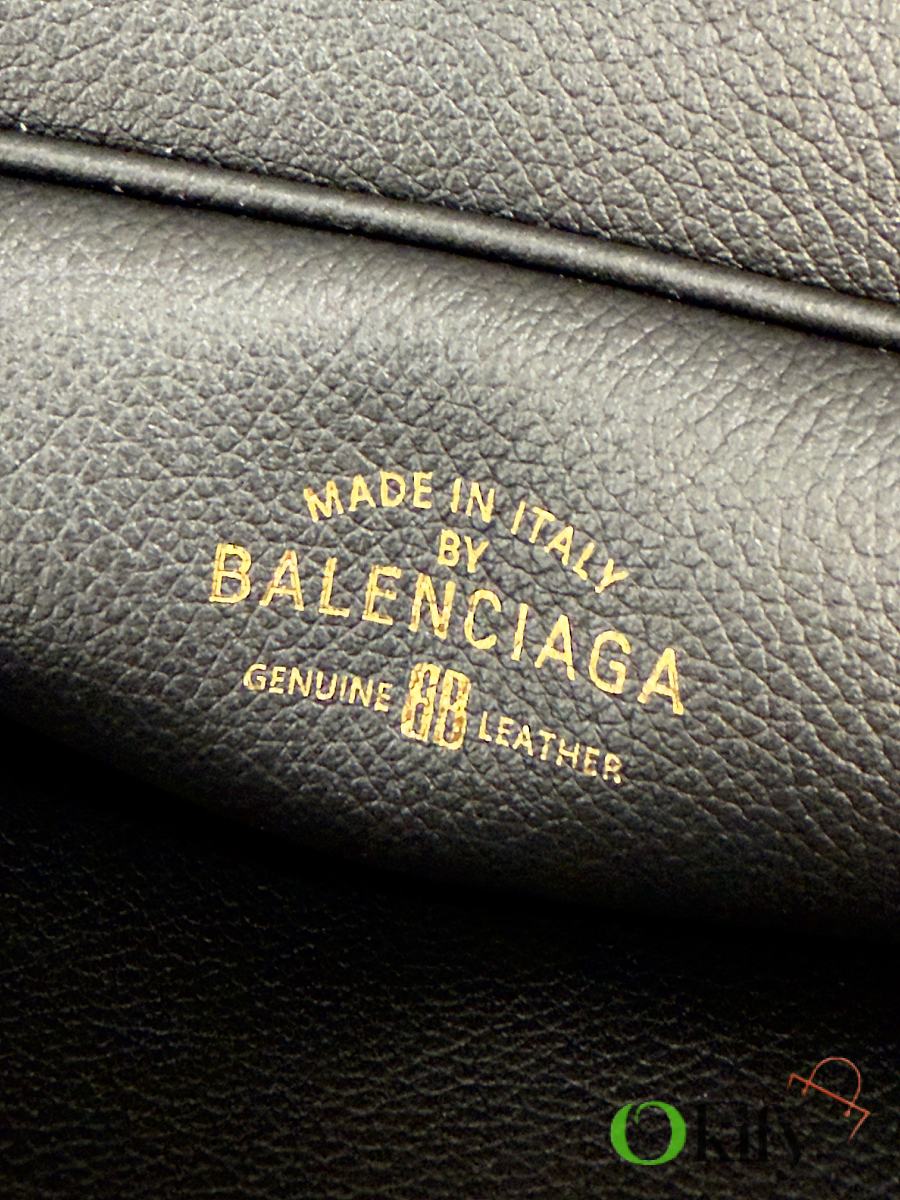 MADE IN ITALY
BY
BALENCIAGA
GENUINE BB LEATHER
Okify